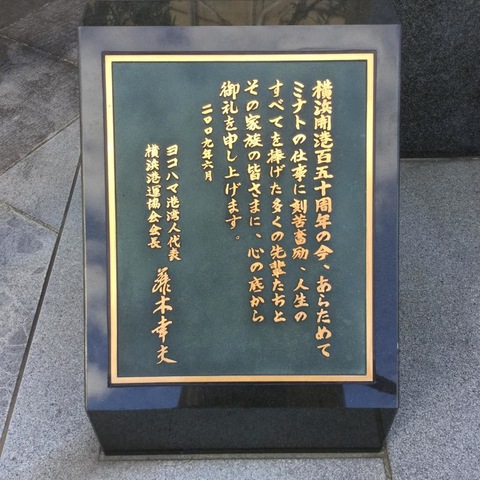 横浜開港百五十周年の今、あらためて
ミナトの仕事に刻苦奮励、人生の
すべてを捧げた多くの先輩たちと
その家族の皆さまに、心の底から
御礼を申し上げます。
二〇〇九年六月
ヨコハマ港湾人代表
横浜港運協会会長
藤木幸夫